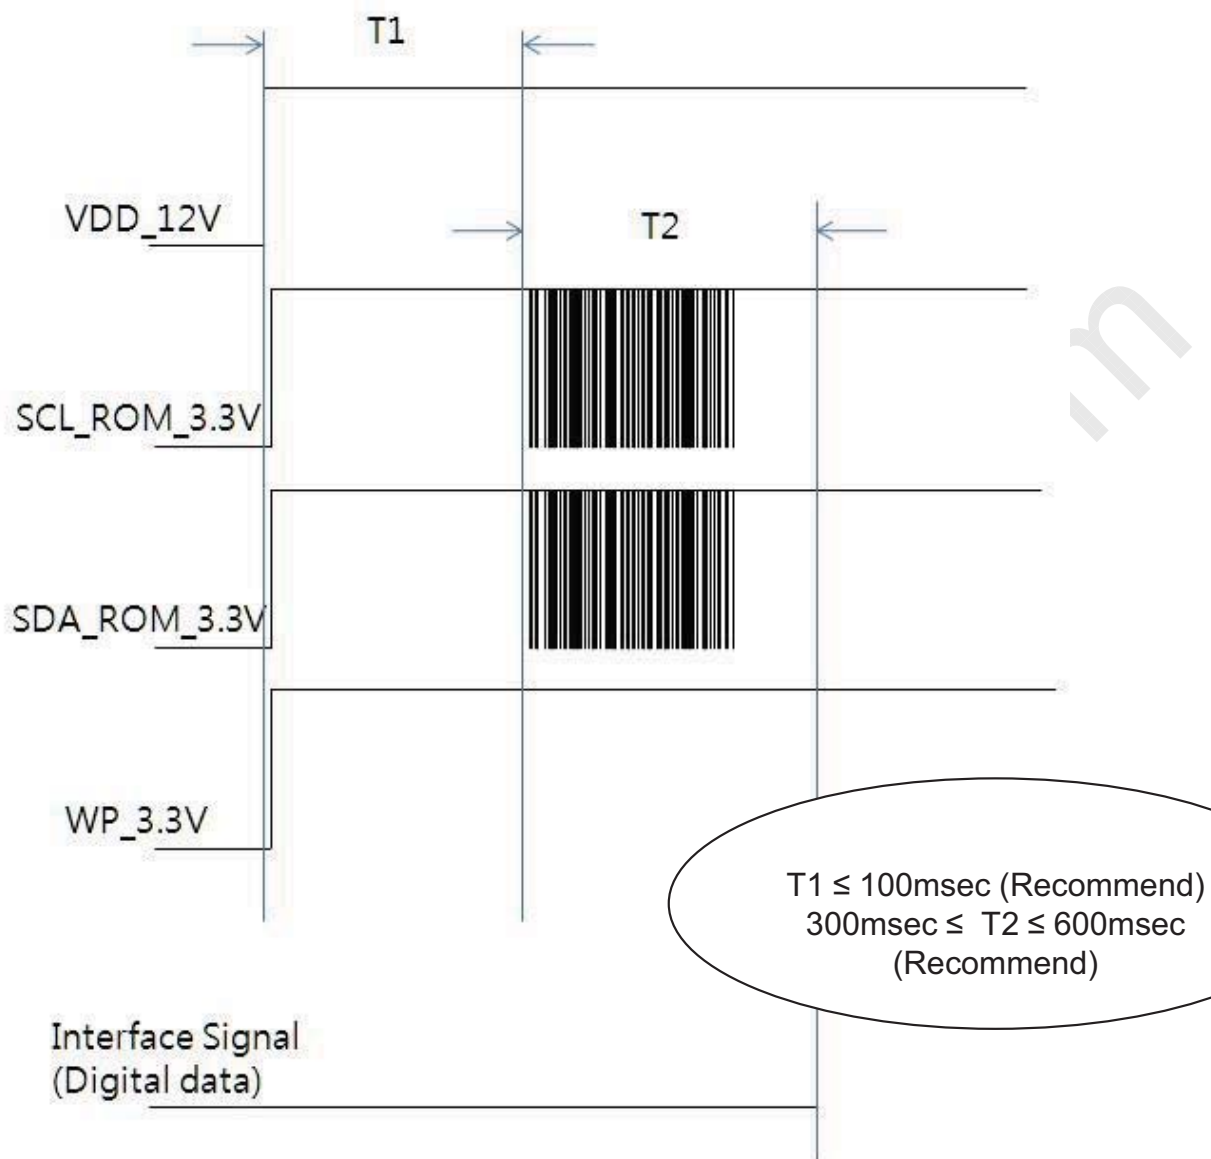 T1
VDD_12V
T2
SCL_ROM_3.3V
SDA_ROM_3.3V
WP_3.3V
T1 ≤ 100msec (Recommend)
300msec ≤ T2 ≤ 600msec
(Recommend)
Interface Signal
(Digital data)